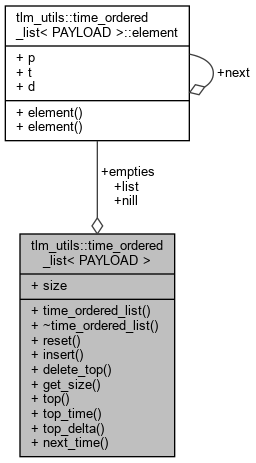 tlm_utils::time_ordered
_list< PAYLOAD >::element
+ p
+ t
+ d
+ element()
+ element()
+next
+empties
+list
+nill
tlm_utils::time_ordered
_list< PAYLOAD >
+ size
+ time_ordered_list()
+ ~time_ordered_list()
+ reset()
+ insert()
+ delete_top()
+ get_size()
+ top()
+ top_time()
+ top_delta()
+ next_time()